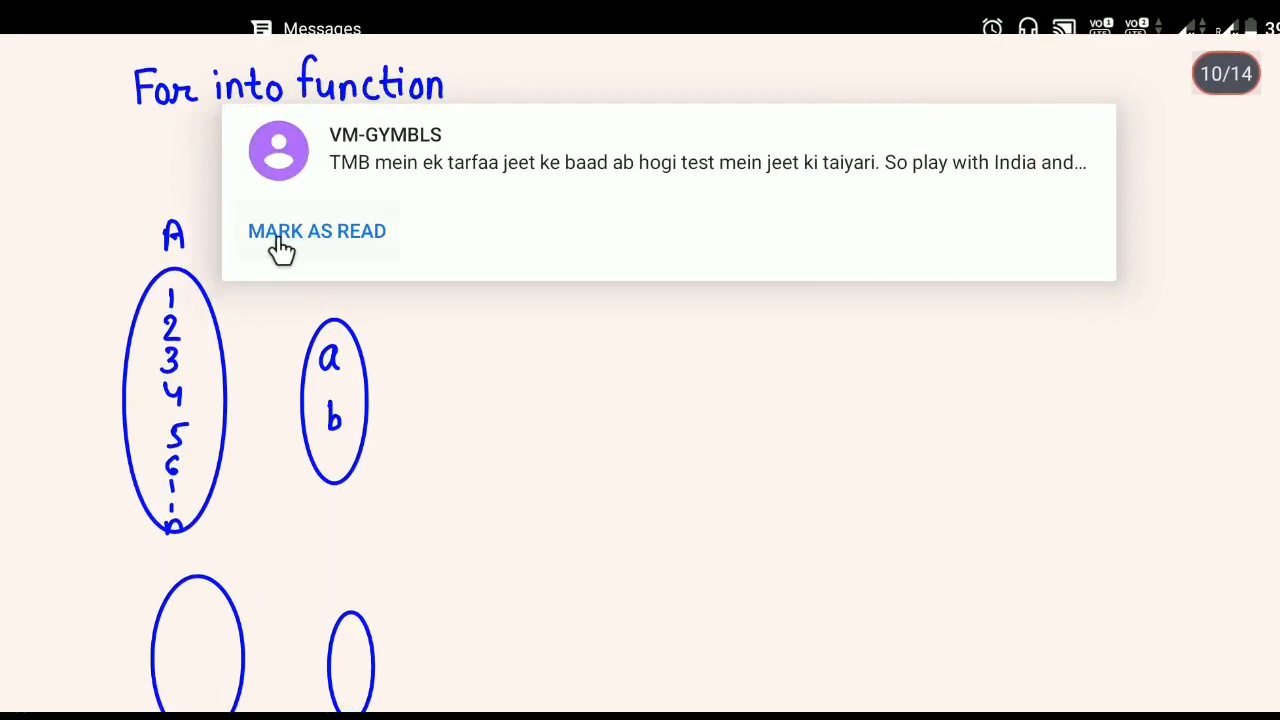 Messages
39
For into function
10/14
VM-GYMBLS
TMB mein ek tarfaa jeet ke baad ab hogi test mein jeet ki taiyari. So play with India and...
MARK AS READ
A
1
2
3
4
5
6
n
a
b